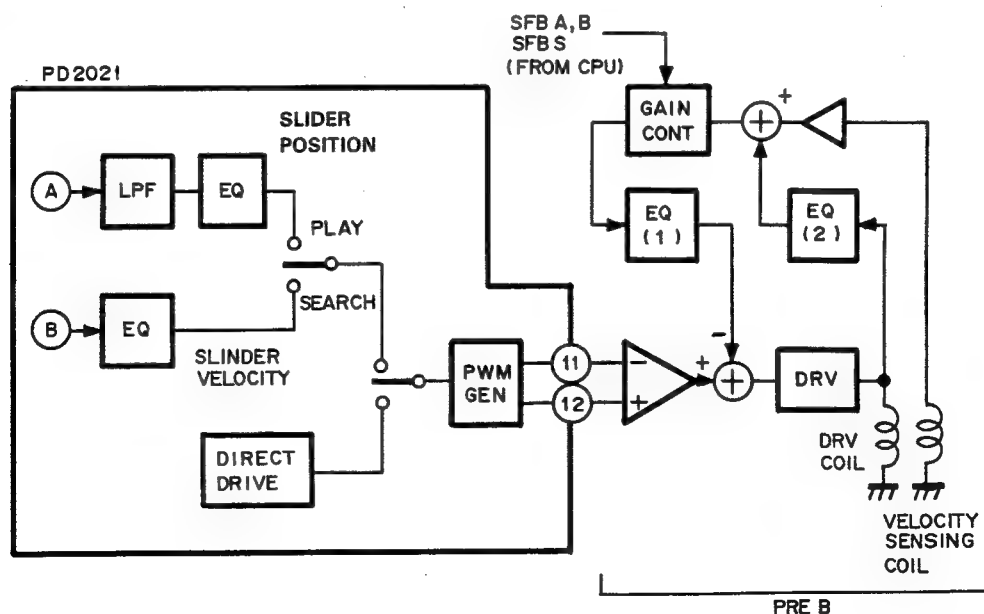 SFB A, B
SFB S
(FROM CPU)
PD2021
SLIDER
POSITION
GAIN
CONT
+
+
A
LPF
EQ
PLAY
EQ
(1)
EQ
(2)
B
EQ
SEARCH
SLINDER
VELOCITY
PWM
GEN
11
12
−
+
+
−
+
DRV
DIRECT
DRIVE
DRV
COIL
VELOCITY
SENSING
COIL
PRE B